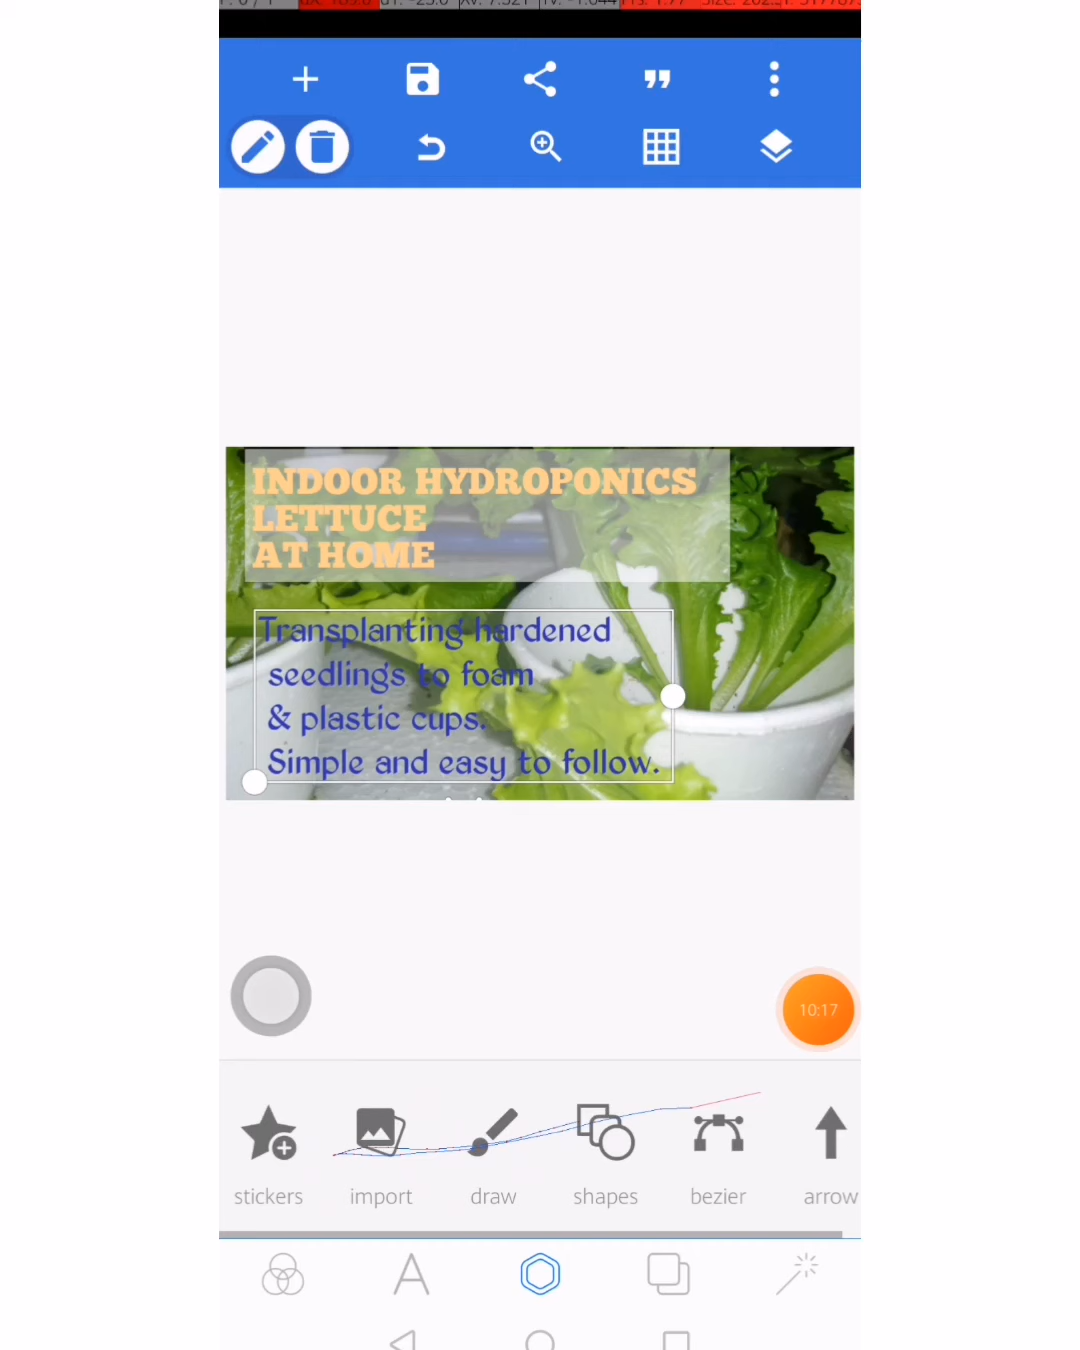 INDOOR HYDROPONICS
LETTUCE
AT HOME
Transplanting hardened
seedlings to foam
& plastic cups.
Simple and easy to follow.
10:17
stickers
import
draw
shapes
bezier
arrow